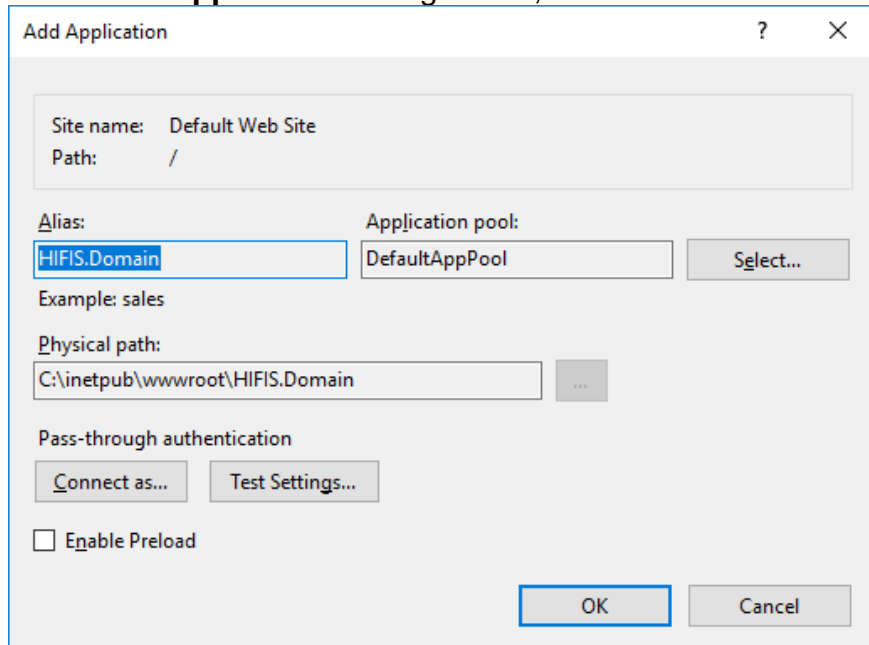 Add Application
?
Site name: Default Web Site
Path: /
Alias:
Application pool:
HIFIS.Domain
DefaultAppPool
Select...
Example: sales
Physical path:
C:\inetpub\wwwroot\HIFIS.Domain
...
Pass-through authentication
Connect as...
Test Settings...
Enable Preload
OK
Cancel